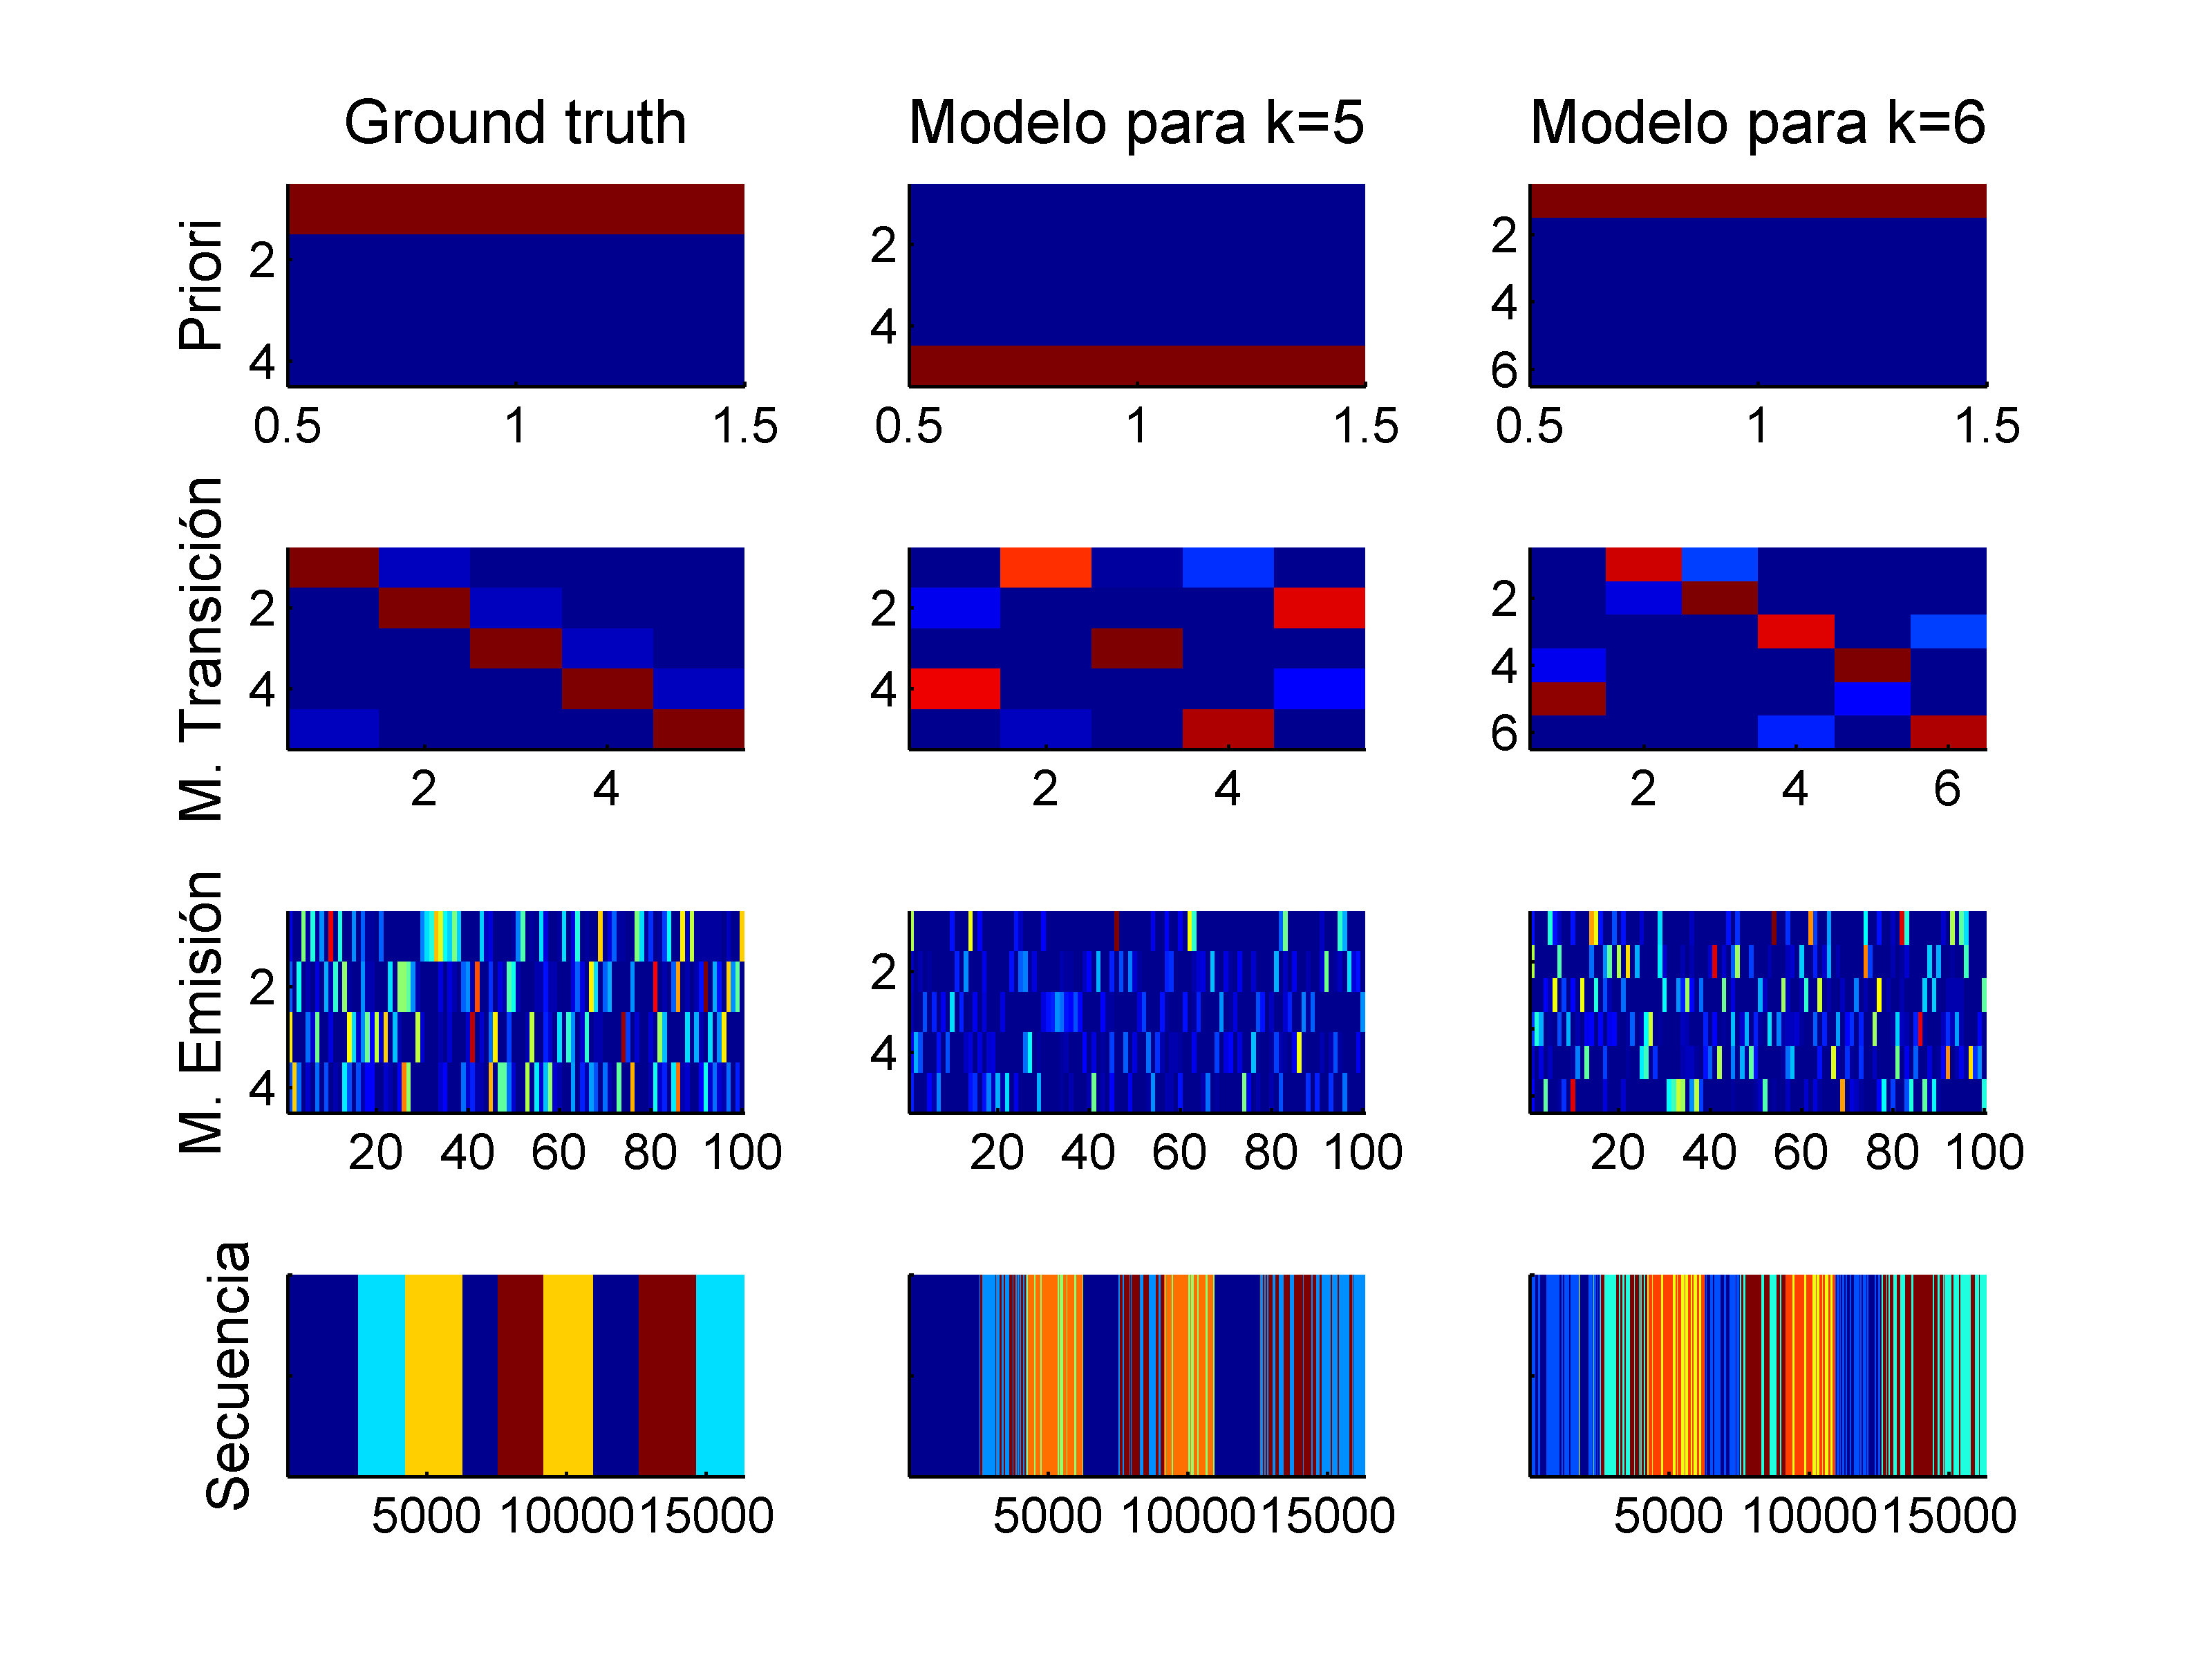 Ground truth Modelo para k=5 Modelo para k=6
Priori
2 2 2
4 4 4
6
0.5 1 1.5 0.5 1 1.5 0.5 1 1.5
M. Transición
2 2 2
4 4 4
6
2 4 2 4 2 4 6
M. Emisión
2 2
4 4
20 40 60 80 100 20 40 60 80 100 20 40 60 80 100
Secuencia
5000 10000 15000 5000 10000 15000 5000 10000 15000